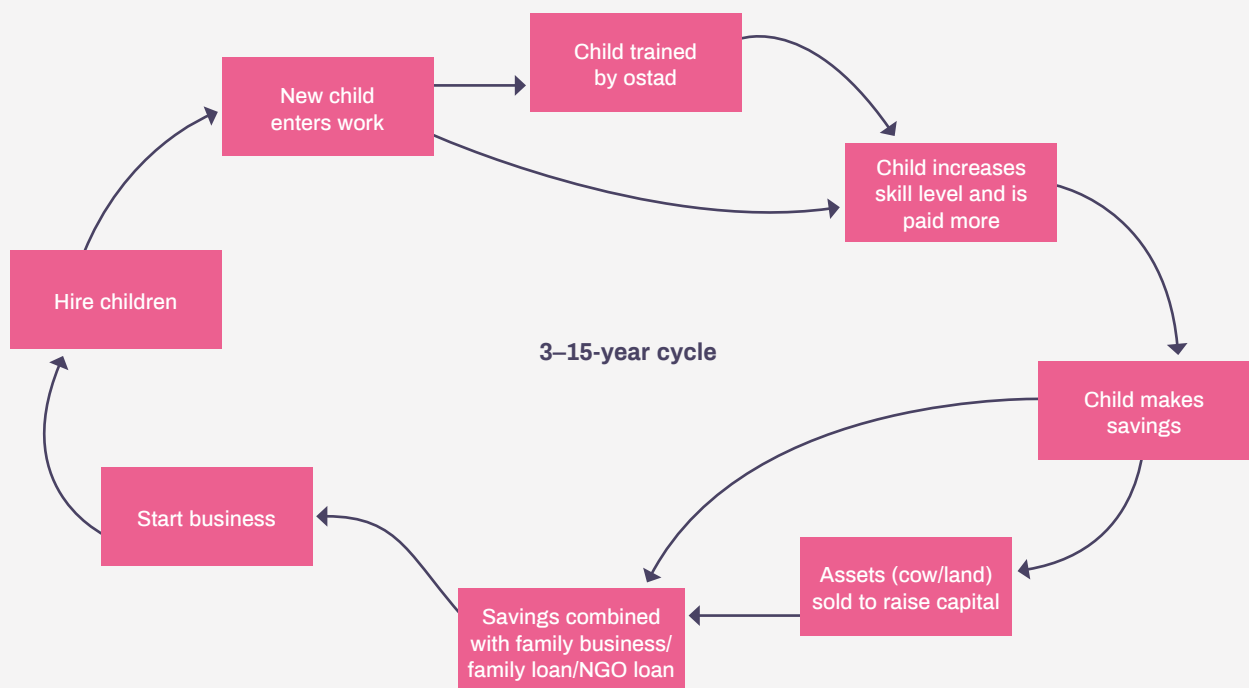 Child trained
by ostad
New child
enters work
Child increases
skill level and is
paid more
Hire children
3–15-year cycle
Child makes
savings
Start business
Assets (cow/land)
sold to raise capital
Savings combined
with family business/
family loan/NGO loan